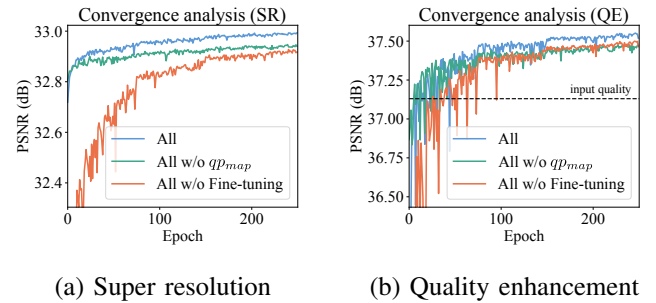 Convergence analysis (SR)
33.0
32.8
32.6
32.4
PSNR (dB)
All
All w/o qp_map
All w/o Fine-tuning
0
100
200
Epoch
(a) Super resolution
Convergence analysis (QE)
37.50
37.25
37.00
36.75
36.50
PSNR (dB)
input quality
All
All w/o qp_map
All w/o Fine-tuning
0
100
200
Epoch
(b) Quality enhancement